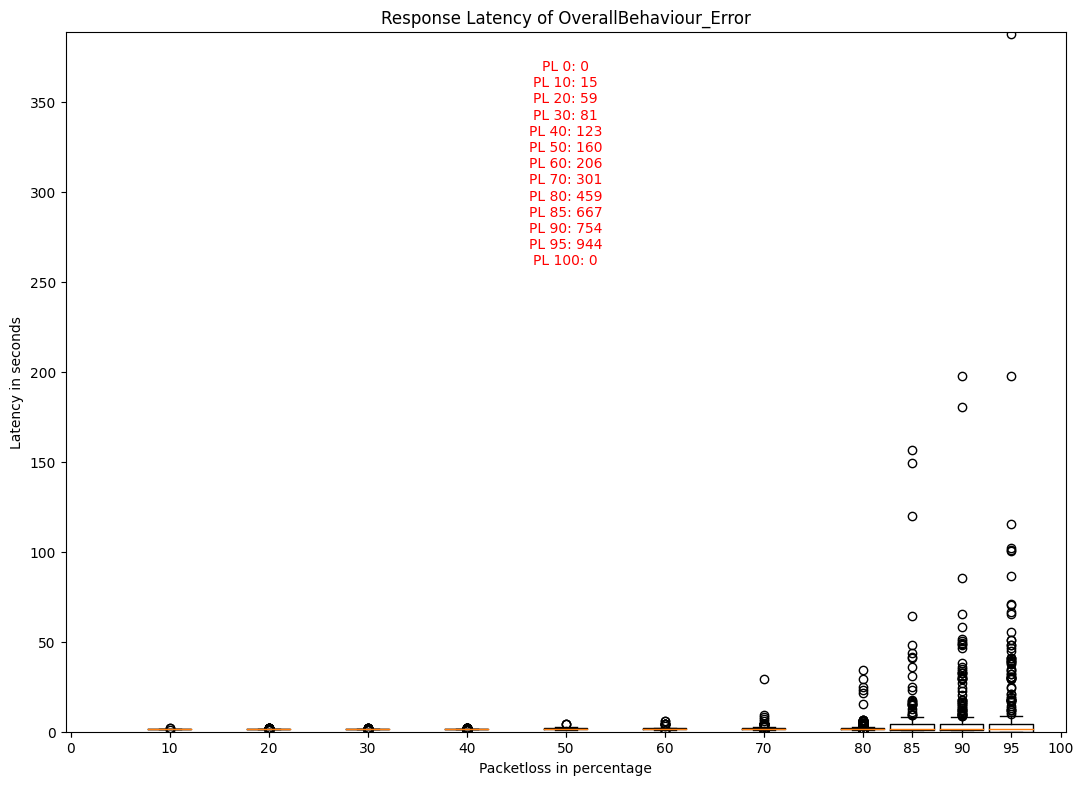 Response Latency of OverallBehaviour_Error
PL 0: 0
PL 10: 15
PL 20: 59
PL 30: 81
PL 40: 123
PL 50: 160
PL 60: 206
PL 70: 301
PL 80: 459
PL 85: 667
PL 90: 754
PL 95: 944
PL 100: 0
Latency in seconds
350
300
250
200
150
100
50
0
0 10 20 30 40 50 60 70 80 85 90 95 100
Packetloss in percentage